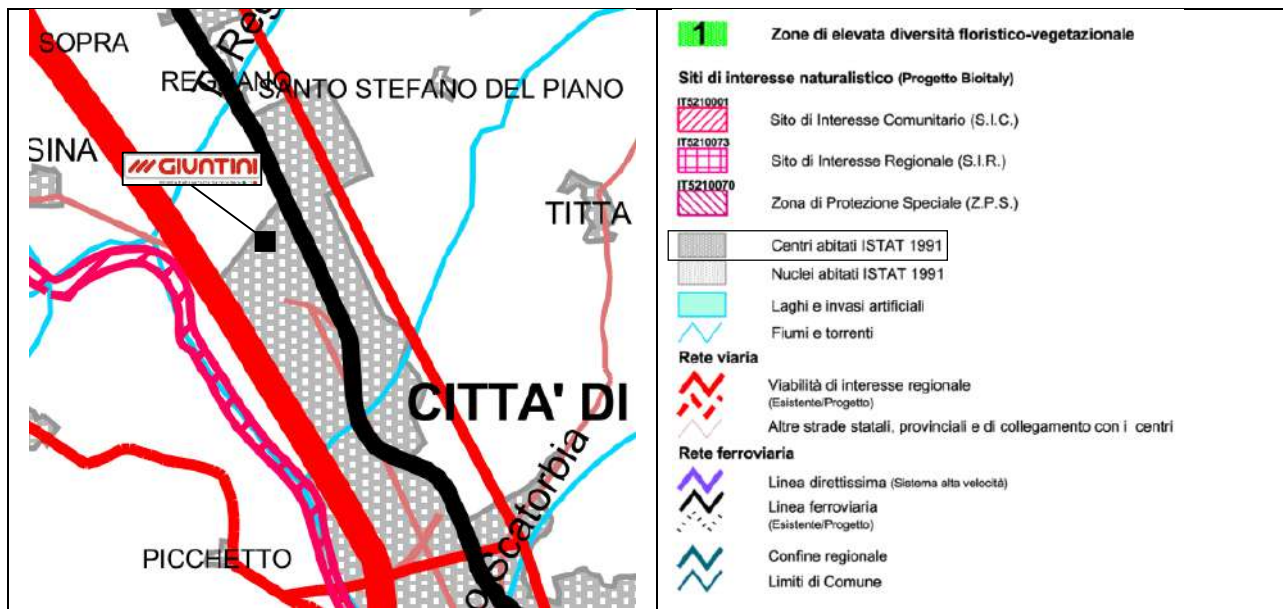 SOPRA
Reg
REGNANO
SANTO STEFANO DEL PIANO
SINA
GIUNTINI
TITTA
CITTA' DI
Scatorbia
PICCHETTO
1 Zone di elevata diversità floristico-vegetazionale
Siti di interesse naturalistico (Progetto Bioitaly)
IT5210001
Sito di Interesse Comunitario (S.I.C.)
IT5210073
Sito di Interesse Regionale (S.I.R.)
IT5210070
Zona di Protezione Speciale (Z.P.S.)
Centri abitati ISTAT 1991
Nuclei abitati ISTAT 1991
Laghi e invasi artificiali
Fiumi e torrenti
Rete viaria
Viabilità di interesse regionale
(Esistente/Progetto)
Altre strade statali, provinciali e di collegamento con i centri
Rete ferroviaria
Linea direttissima (Sistema alta velocità)
Linea ferroviaria
(Esistente/Progetto)
Confine regionale
Limiti di Comune